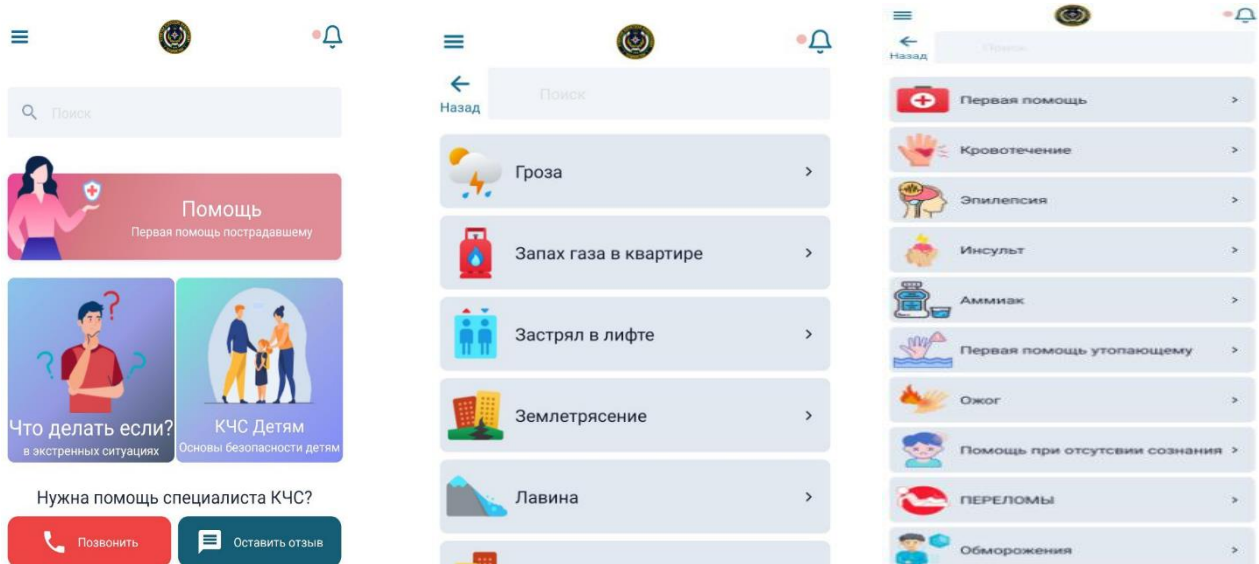 Поиск
Помощь
Первая помощь пострадавшему
Что делать если?
в экстренных ситуациях
КЧС Детям
Основы безопасности детям
Нужна помощь специалиста КЧС?
Позвонить
Оставить отзыв
Назад
Поиск
Гроза
Запах газа в квартире
Застрял в лифте
Землетрясение
Лавина
Назад
Поиск
Первая помощь
Кровотечение
Эпилепсия
Инсульт
Аммиак
Первая помощь утопающему
Ожог
Помощь при отсутсвии сознания
ПЕРЕЛОМЫ
Обморожения